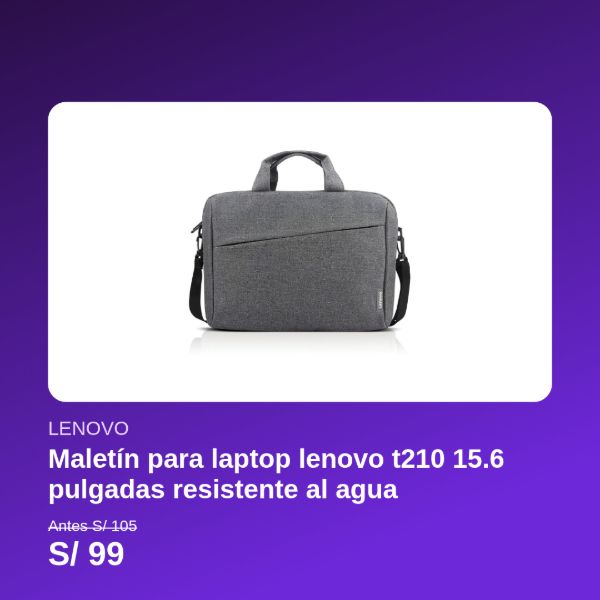 LENOVO
Maletín para laptop lenovo t210 15.6
pulgadas resistente al agua
Antes S/ 105
S/ 99